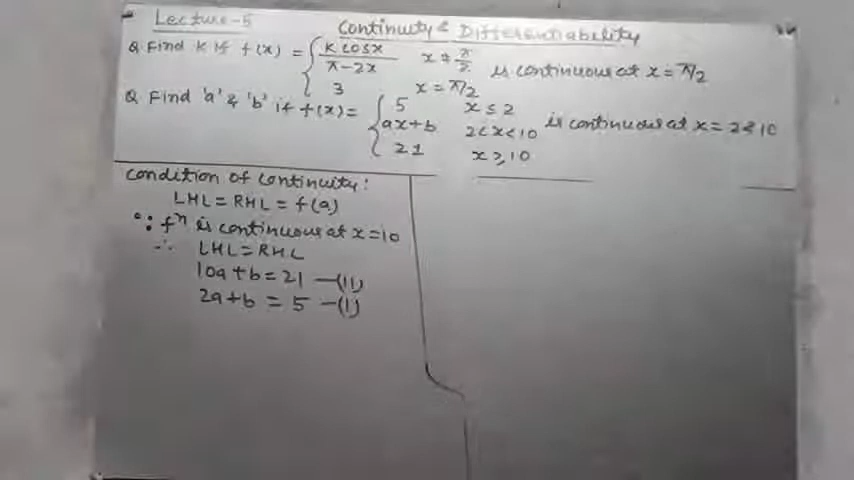 Lecture-5
Continuity & Differentiability
Q Find K if f(x) = { K cosx / π-2x   x ≠ π/2   is continuous at x = π/2
3   x = π/2
Q Find 'a' & 'b' if f(x) = { 5   x ≤ 2
ax+b   2<x<10   is continuous at x = 2 & 10
21   x ≥ 10
Condition of Continuity:
LHL = RHL = f(a)
∵ fⁿ is continuous at x = 10
∴ LHL = RHL
10a + b = 21 —(11)
2a + b = 5 —(1)